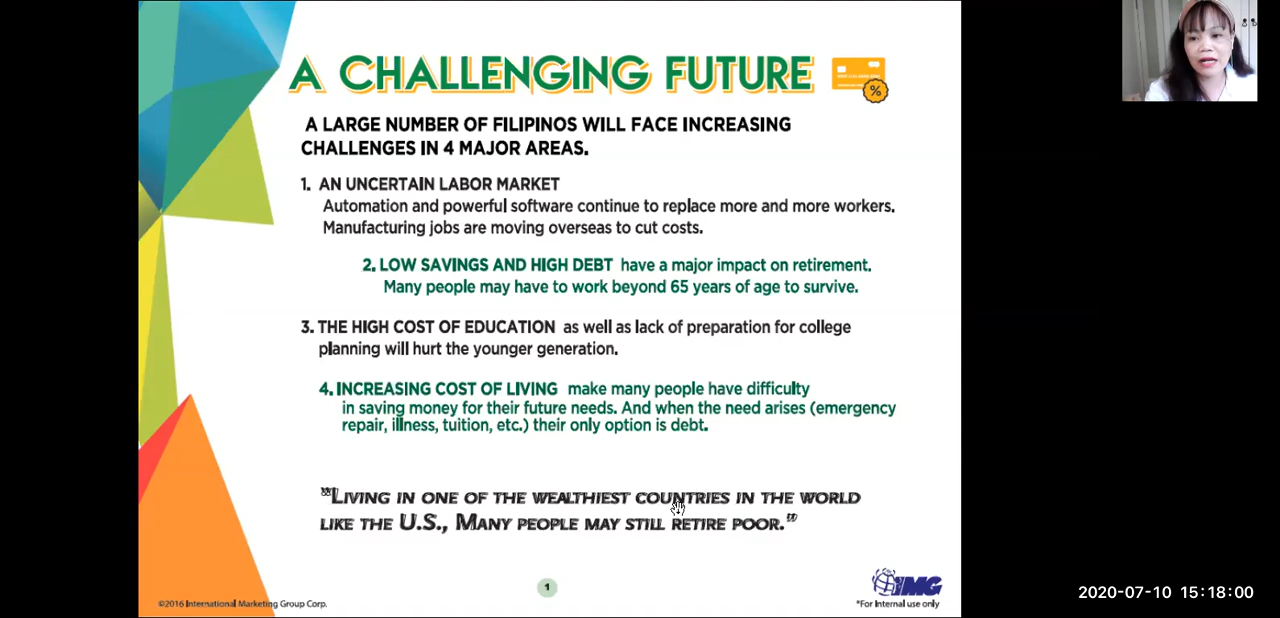 A CHALLENGING FUTURE
%
A LARGE NUMBER OF FILIPINOS WILL FACE INCREASING
CHALLENGES IN 4 MAJOR AREAS.
1. AN UNCERTAIN LABOR MARKET
Automation and powerful software continue to replace more and more workers.
Manufacturing jobs are moving overseas to cut costs.
2. LOW SAVINGS AND HIGH DEBT have a major impact on retirement.
Many people may have to work beyond 65 years of age to survive.
3. THE HIGH COST OF EDUCATION as well as lack of preparation for college
planning will hurt the younger generation.
4. INCREASING COST OF LIVING make many people have difficulty
in saving money for their future needs. And when the need arises (emergency
repair, illness, tuition, etc.) their only option is debt.
"LIVING IN ONE OF THE WEALTHIEST COUNTRIES IN THE WORLD
LIKE THE U.S., MANY PEOPLE MAY STILL RETIRE POOR."
1
IMG
©2016 International Marketing Group Corp.
*For Internal use only
2020-07-10 15:18:00